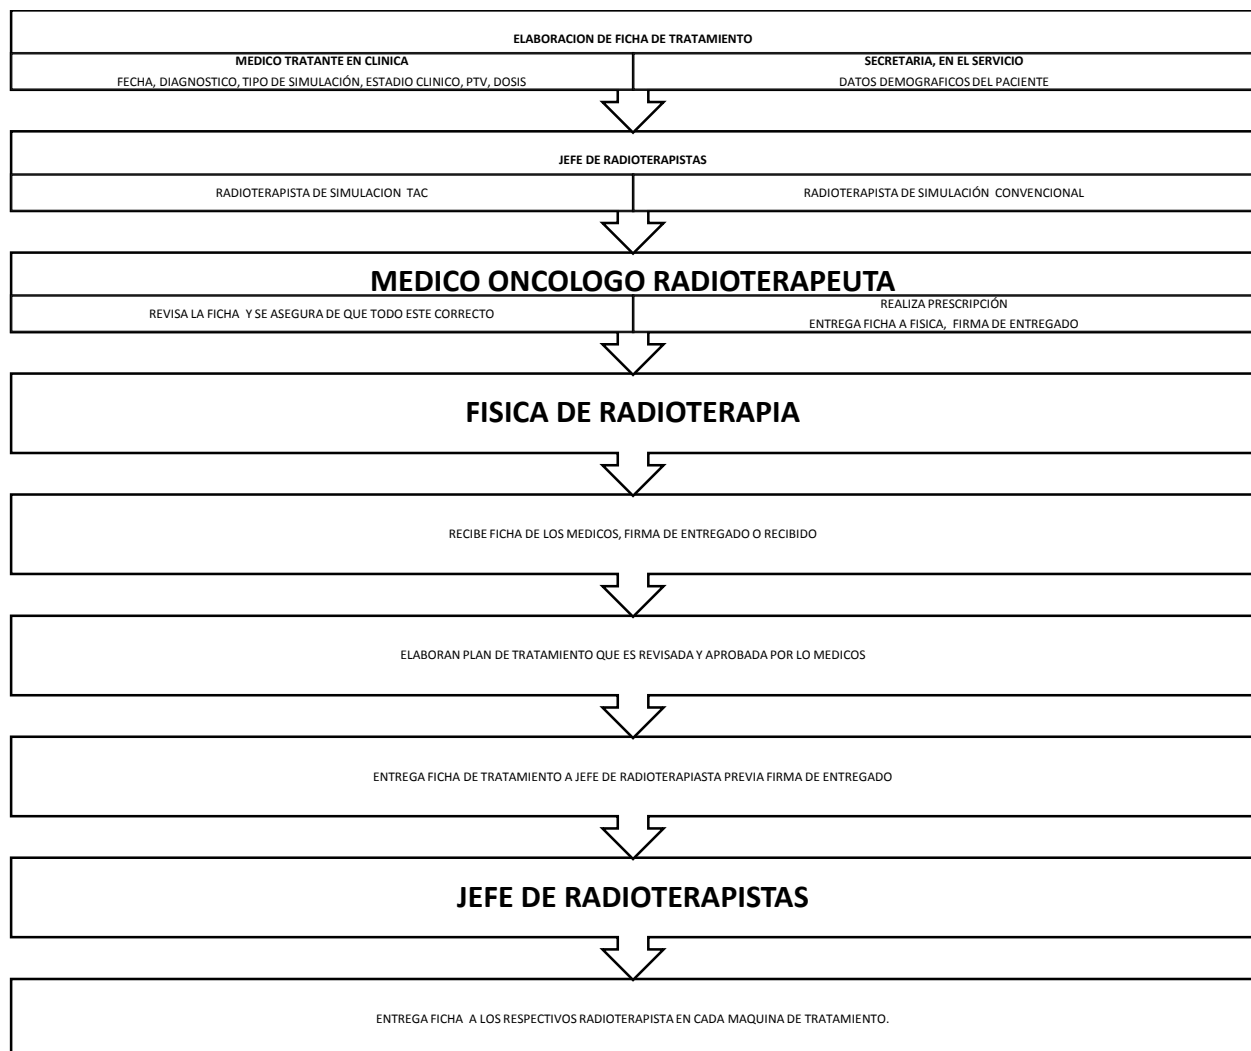 ELABORACION DE FICHA DE TRATAMIENTO
MEDICO TRATANTE EN CLINICA
FECHA, DIAGNOSTICO, TIPO DE SIMULACIÓN, ESTADIO CLINICO, PTV, DOSIS
SECRETARIA, EN EL SERVICIO
DATOS DEMOGRAFICOS DEL PACIENTE
JEFE DE RADIOTERAPISTAS
RADIOTERAPISTA DE SIMULACION TAC
RADIOTERAPISTA DE SIMULACIÓN CONVENCIONAL
MEDICO ONCOLOGO RADIOTERAPEUTA
REVISA LA FICHA Y SE ASEGURA DE QUE TODO ESTE CORRECTO
REALIZA PRESCRIPCIÓN
ENTREGA FICHA A FISICA, FIRMA DE ENTREGADO
FISICA DE RADIOTERAPIA
RECIBE FICHA DE LOS MEDICOS, FIRMA DE ENTREGADO O RECIBIDO
ELABORAN PLAN DE TRATAMIENTO QUE ES REVISADA Y APROBADA POR LO MEDICOS
ENTREGA FICHA DE TRATAMIENTO A JEFE DE RADIOTERAPIASTA PREVIA FIRMA DE ENTREGADO
JEFE DE RADIOTERAPISTAS
ENTREGA FICHA A LOS RESPECTIVOS RADIOTERAPISTA EN CADA MAQUINA DE TRATAMIENTO.